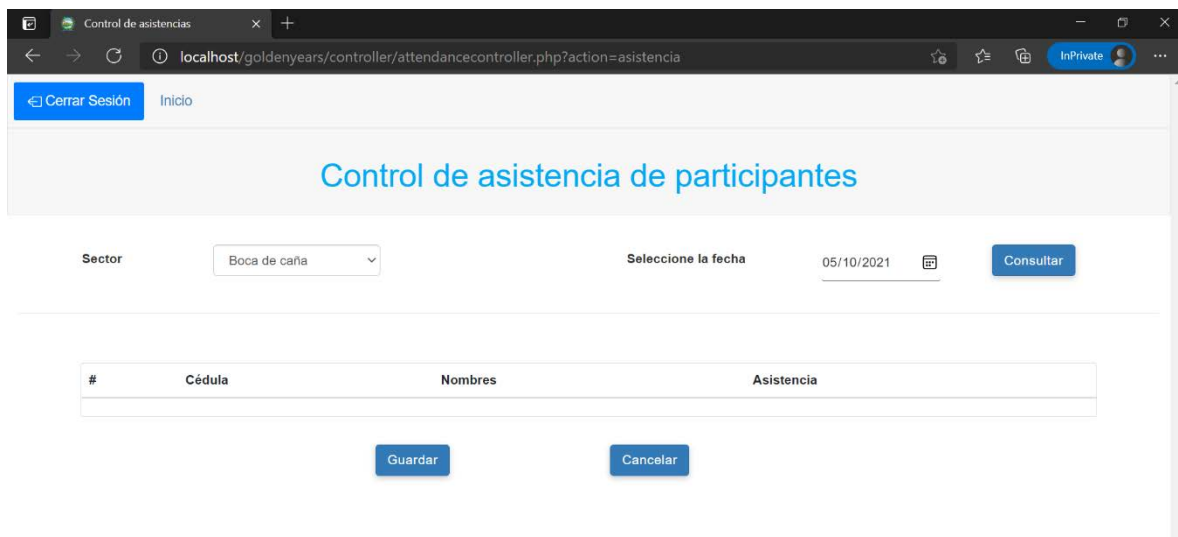 Control de asistencias
localhost/goldenyears/controller/attendancecontroller.php?action=asistencia
InPrivate
Cerrar Sesión Inicio
Control de asistencia de participantes
Sector Boca de caña Seleccione la fecha 05/10/2021 Consultar
# Cédula Nombres Asistencia
Guardar Cancelar